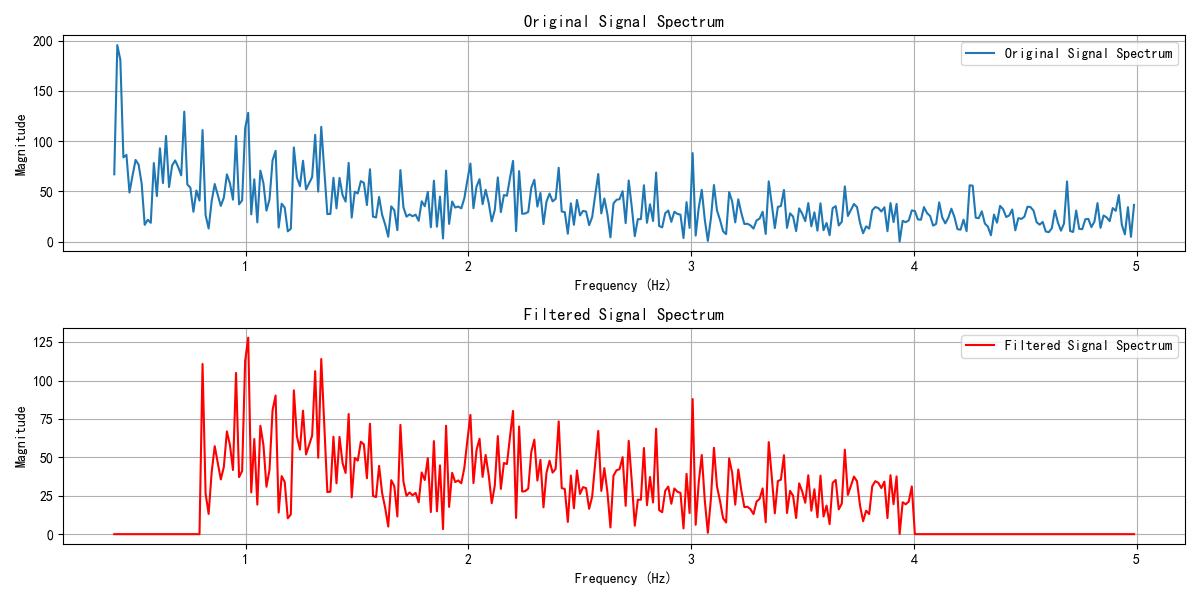 Original Signal Spectrum
200
150
100
50
0
Magnitude
Original Signal Spectrum
1 2 3 4 5
Frequency (Hz)
Filtered Signal Spectrum
125
100
75
50
25
0
Magnitude
Filtered Signal Spectrum
1 2 3 4 5
Frequency (Hz)